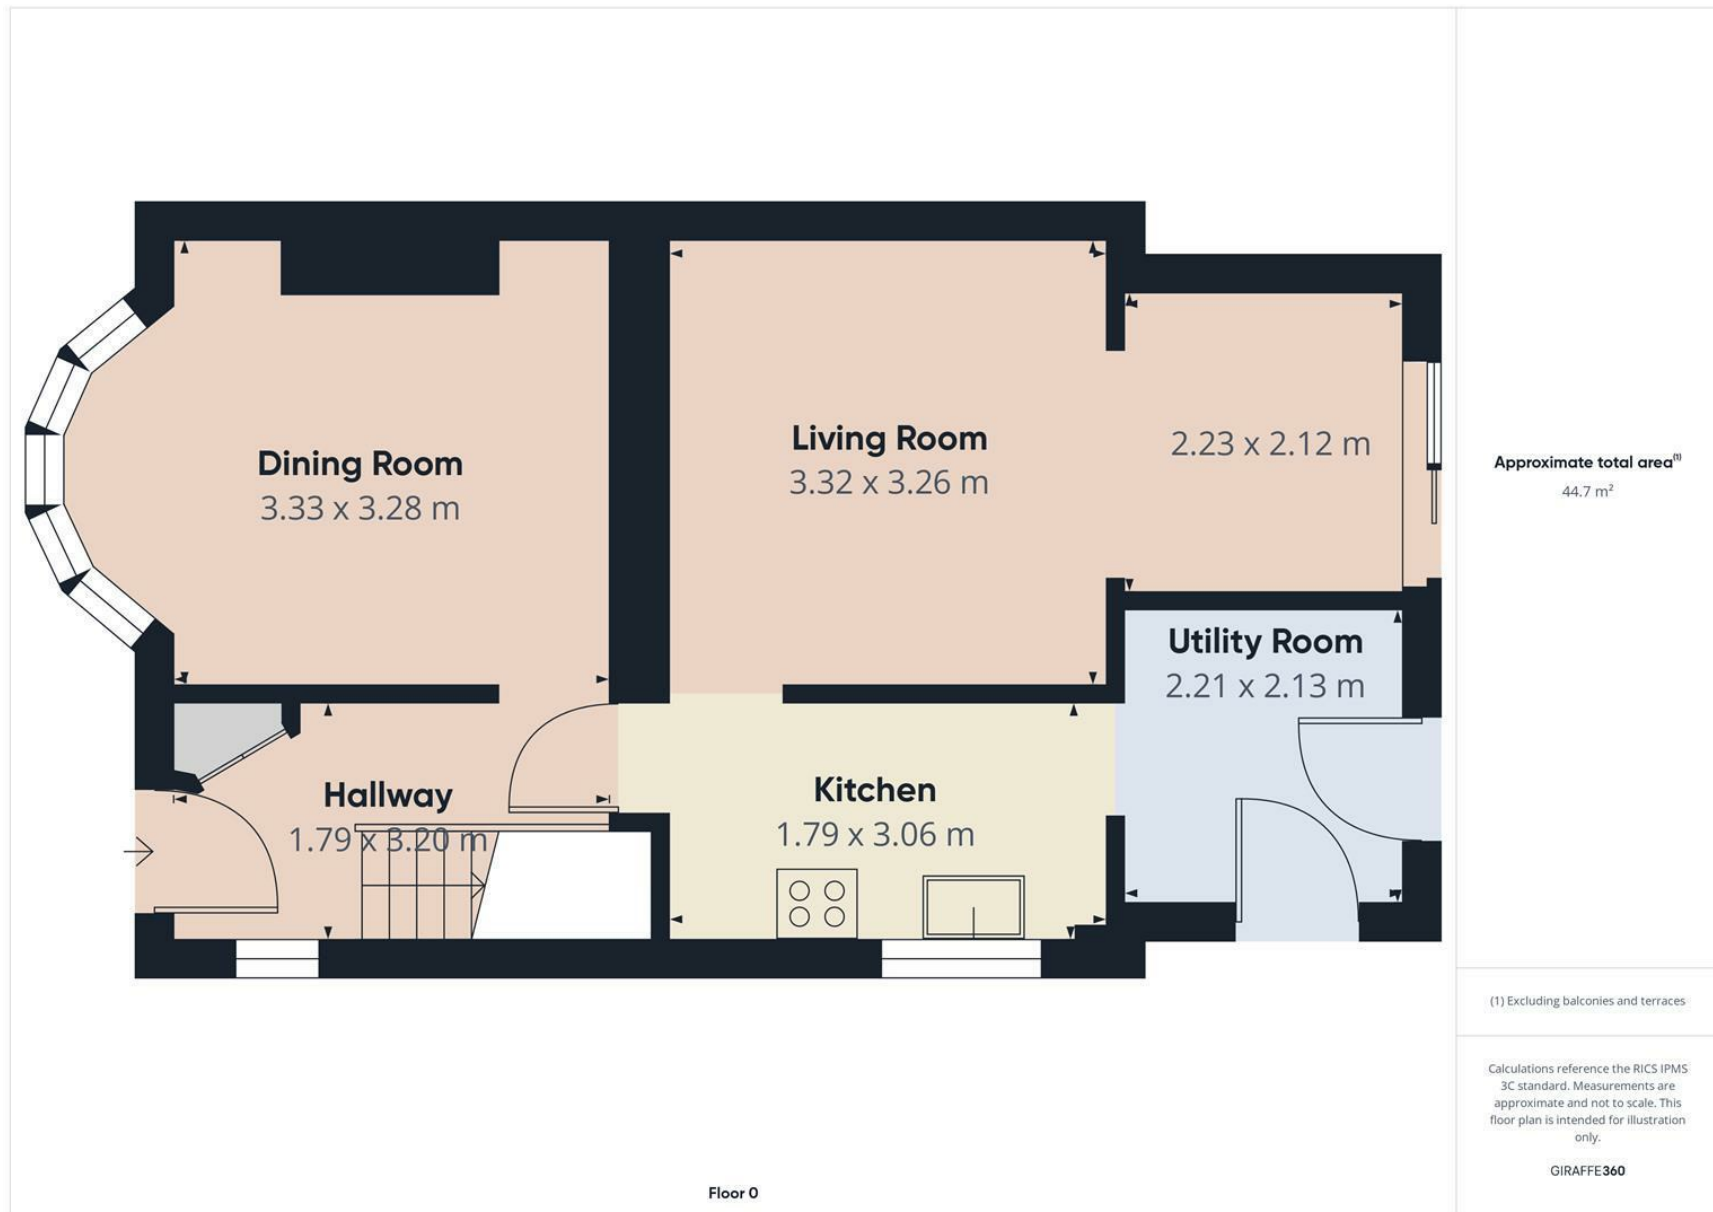 Dining Room
3.33 x 3.28 m
Living Room
3.32 x 3.26 m
2.23 x 2.12 m
Utility Room
2.21 x 2.13 m
Hallway
1.79 x 3.20 m
Kitchen
1.79 x 3.06 m
Floor 0
Approximate total area(1)
44.7 m²
(1) Excluding balconies and terraces
Calculations reference the RICS IPMS
3C standard. Measurements are
approximate and not to scale. This
floor plan is intended for illustration
only.
GIRAFFE360